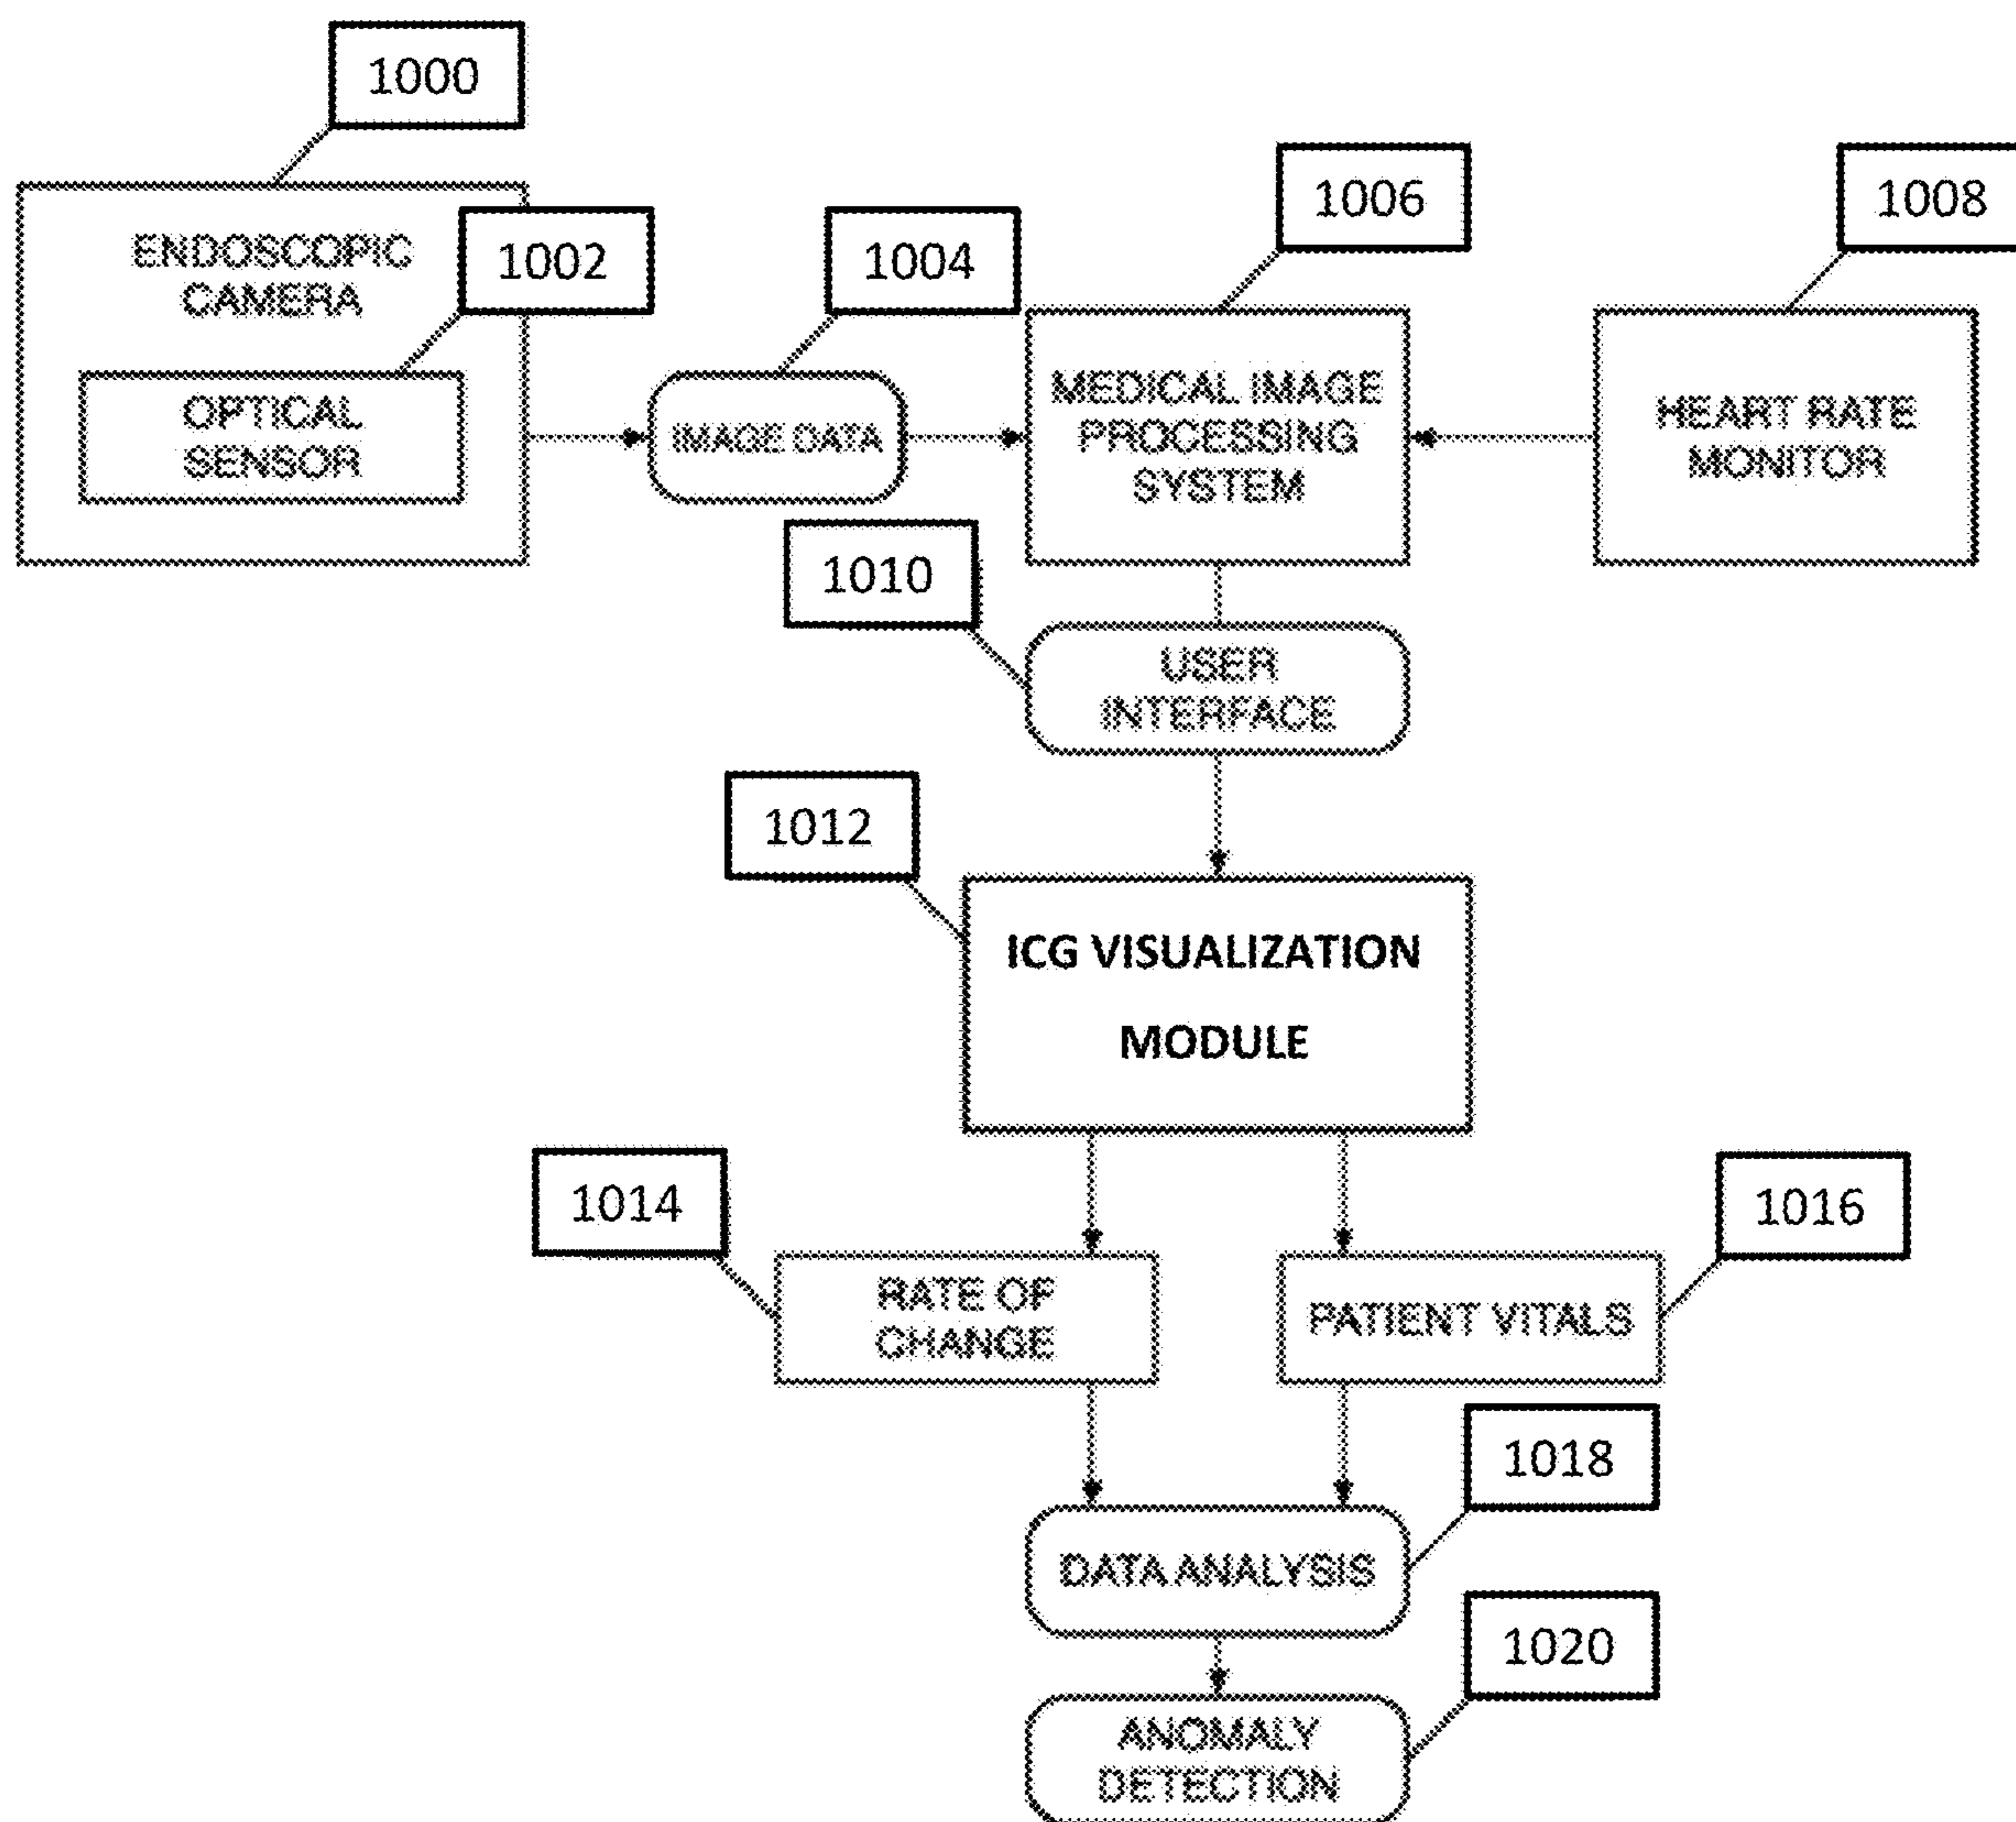 1000
ENDOSCOPIC
CAMERA
1002
OPTICAL
SENSOR
1004
IMAGE DATA
1006
MEDICAL IMAGE
PROCESSING
SYSTEM
1008
HEART RATE
MONITOR
1010
USER
INTERFACE
1012
ICG VISUALIZATION
MODULE
1014
RATE OF
CHANGE
1016
PATIENT VITALS
1018
DATA ANALYSIS
1020
ANOMALY
DETECTION